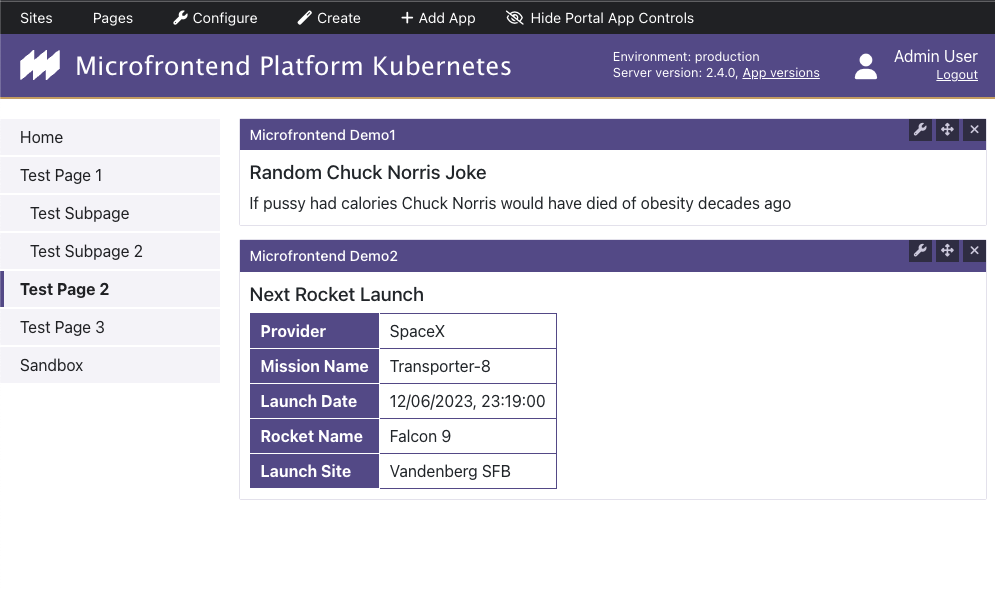 Sites Pages Configure Create Add App Hide Portal App Controls
Microfrontend Platform Kubernetes
Environment: production
Server version: 2.4.0, App versions
Admin User
Logout
Home
Test Page 1
Test Subpage
Test Subpage 2
Test Page 2
Test Page 3
Sandbox
Microfrontend Demo1
Random Chuck Norris Joke
If pussy had calories Chuck Norris would have died of obesity decades ago
Microfrontend Demo2
Next Rocket Launch
Provider SpaceX
Mission Name Transporter-8
Launch Date 12/06/2023, 23:19:00
Rocket Name Falcon 9
Launch Site Vandenberg SFB